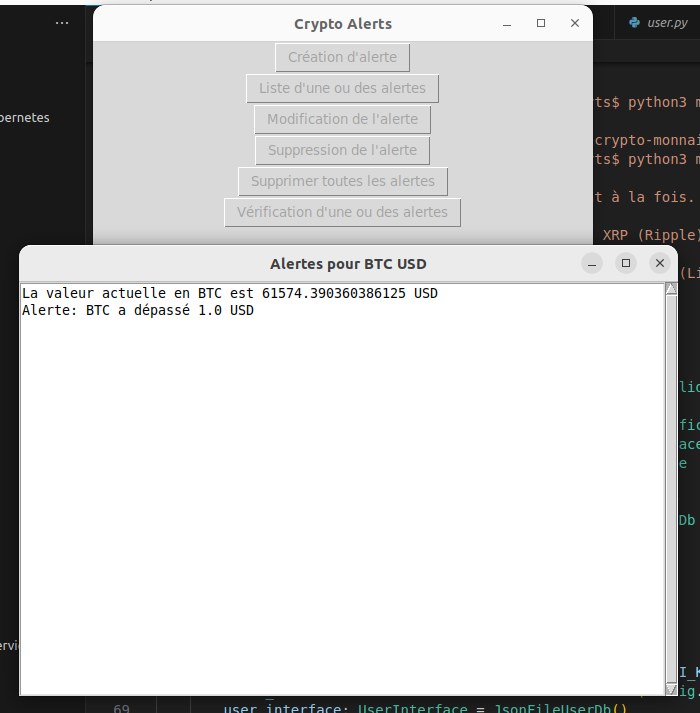 ...
Crypto Alerts
user.py
Création d'alerte
Liste d'une ou des alertes
Modification de l'alerte
Suppression de l'alerte
Supprimer toutes les alertes
Vérification d'une ou des alertes
ts$ python3 m
crypto-monnai
rts$ python3 m
t à la fois.
XRP (Ripple)
Alertes pour BTC USD
La valeur actuelle en BTC est 61574.390360386125 USD
Alerte: BTC a dépassé 1.0 USD
(Li
lic
fic
ace
e
Db
I_K
ig.
69
user_interface: UserInterface = JsonFileUserDb()